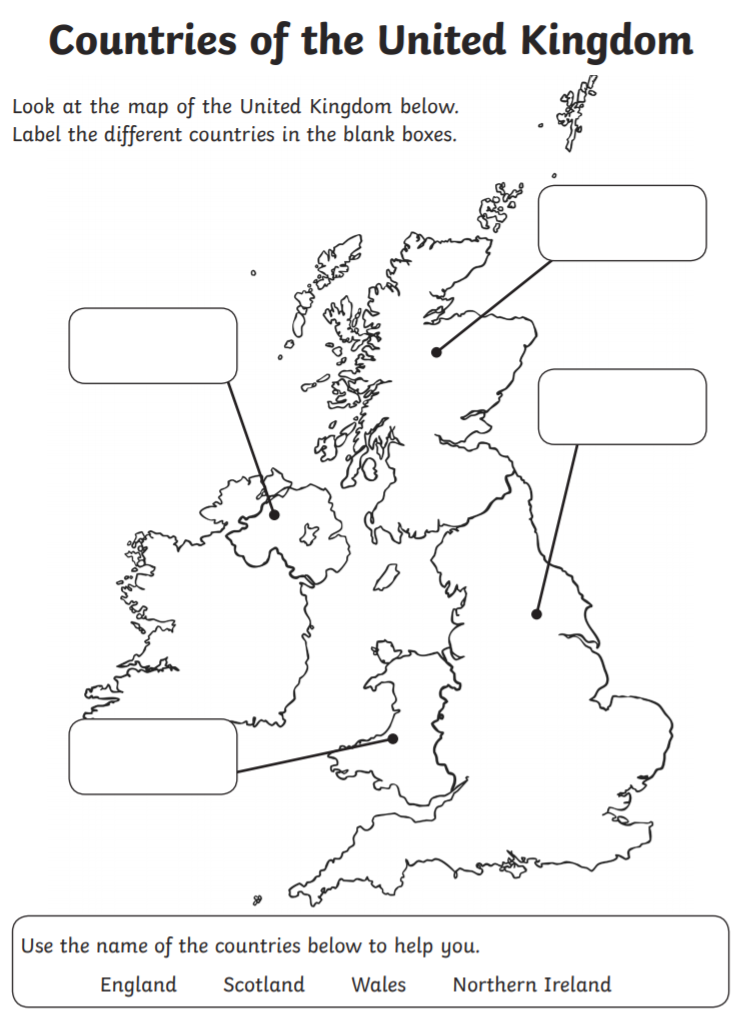 Countries of the United Kingdom
Look at the map of the United Kingdom below.
Label the different countries in the blank boxes.
Use the name of the countries below to help you.
England Scotland Wales Northern Ireland